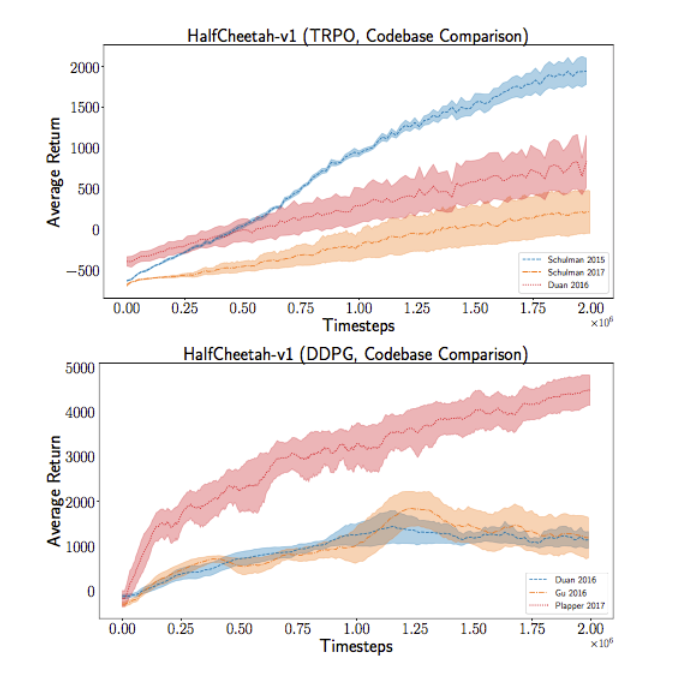 HalfCheetah-v1 (TRPO, Codebase Comparison)
Average Return
2000
1500
1000
500
0
−500
Schulman 2015
Schulman 2017
Duan 2016
0.00 0.25 0.50 0.75 1.00 1.25 1.50 1.75 2.00
×10⁶
Timesteps
HalfCheetah-v1 (DDPG, Codebase Comparison)
Average Return
5000
4000
3000
2000
1000
0
Duan 2016
Gu 2016
Plapper 2017
0.00 0.25 0.50 0.75 1.00 1.25 1.50 1.75 2.00
×10⁶
Timesteps